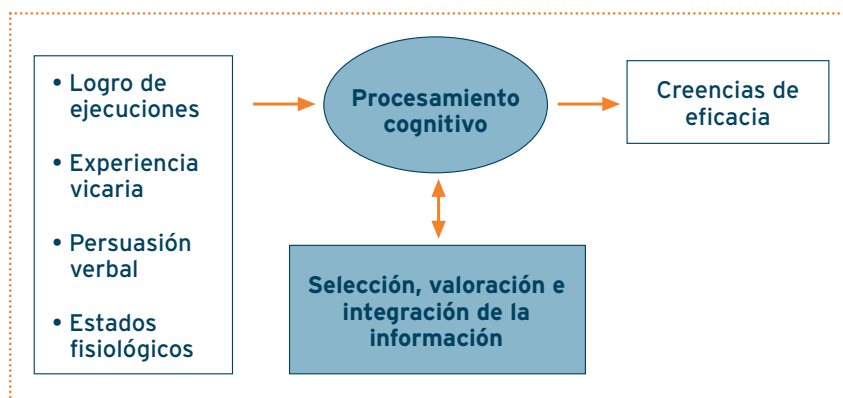 • Logro de
ejecuciones
• Experiencia
vicaria
• Persuasión
verbal
• Estados
fisiológicos
Procesamiento
cognitivo
Creencias de
eficacia
Selección, valoración e
integración de la
información